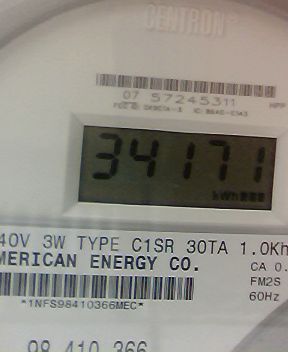 CENTRON®
07 57245311
34171
kWh
40V 3W TYPE C1SR 30TA 1.0Kh
MERICAN ENERGY CO.
CA 0.
FM2S
60Hz
*1NFS98410366MEC*
98 410 366